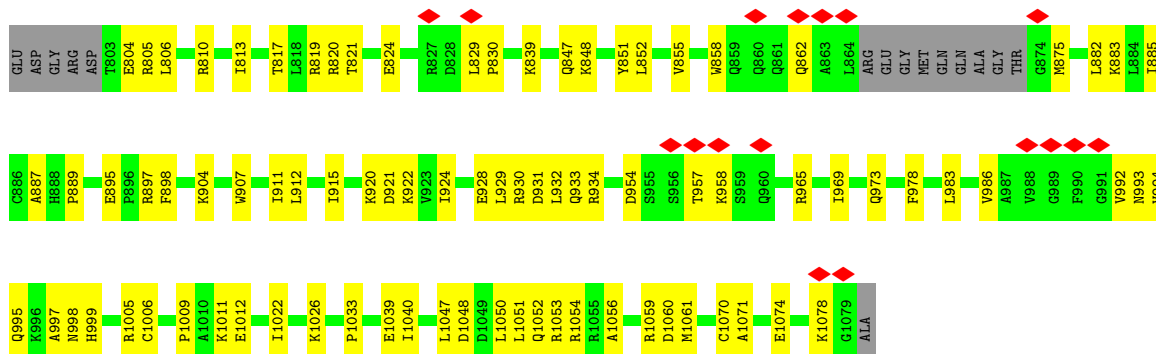 GLU ASP GLY ARG ASP T803 E804 R805 L806 R810 I813 T817 L818 R819 R820 T821 E824 R827 D828 L829 P830 K839 Q847 K848 Y851 L852 V855 W858 Q859 Q860 Q861 Q862 A863 L864 ARG GLU GLY MET GLN GLN ALA GLY THR G874 M875 L882 K883 L884 I885
C886 A887 H888 P889 E895 P896 R897 F898 K904 W907 I911 L912 I915 K920 D921 K922 V923 I924 E928 L929 R930 D931 L932 Q933 R934 D954 S955 S956 T957 K958 S959 Q960 R965 I969 Q973 F978 L983 V986 A987 V988 G989 F990 G991 V992 N993
Q995 K996 A997 N998 H999 R1005 C1006 P1009 A1010 K1011 E1012 I1022 K1026 P1033 E1039 I1040 L1047 D1048 D1049 L1050 L1051 Q1052 R1053 R1054 R1055 A1056 R1059 D1060 M1061 C1070 A1071 E1074 K1078 G1079 ALA